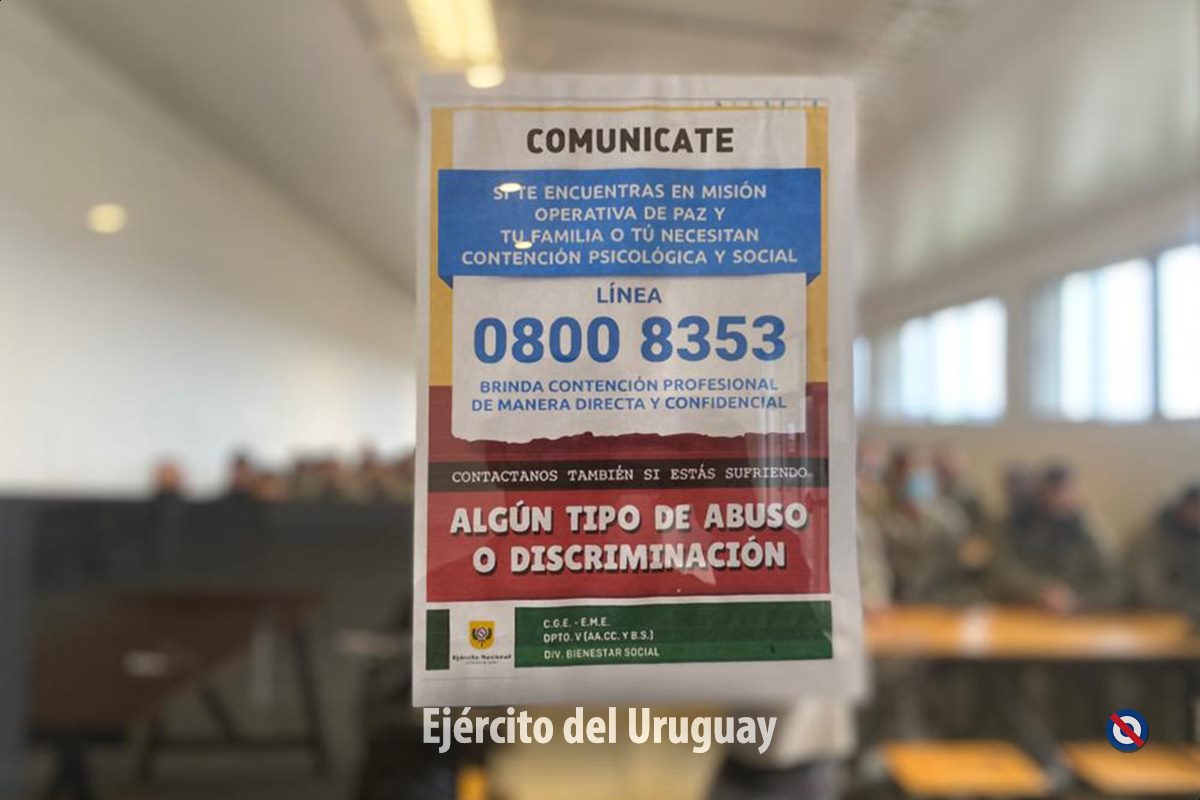 COMUNICATE
SI TE ENCUENTRAS EN MISIÓN
OPERATIVA DE PAZ Y
TU FAMILIA O TÚ NECESITAN
CONTENCIÓN PSICOLÓGICA Y SOCIAL
LÍNEA
0800 8353
BRINDA CONTENCIÓN PROFESIONAL
DE MANERA DIRECTA Y CONFIDENCIAL
CONTACTANOS TAMBIÉN SI ESTÁS SUFRIENDO
ALGÚN TIPO DE ABUSO
O DISCRIMINACIÓN
Ejército Nacional
C.G.E. - E.M.E.
DPTO. V (AA.CC. Y B.S.)
DIV. BIENESTAR SOCIAL
Ejército del Uruguay